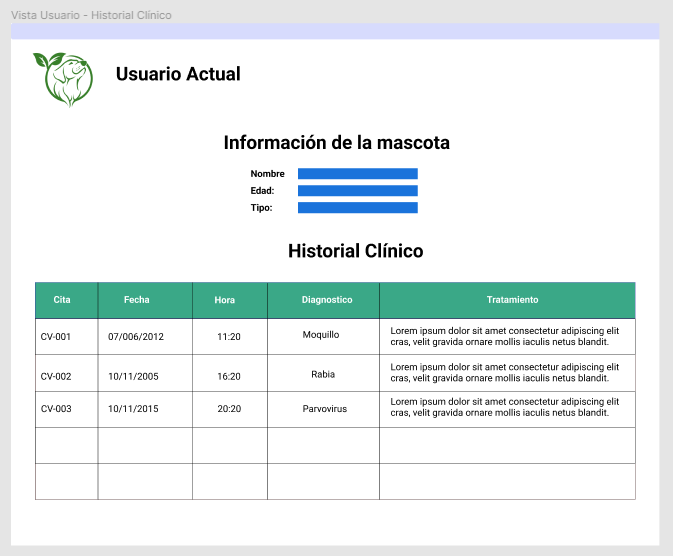 Vista Usuario - Historial Clínico
Usuario Actual
Información de la mascota
Nombre
Edad:
Tipo:
Historial Clínico
Cita Fecha Hora Diagnostico Tratamiento
CV-001 07/006/2012 11:20 Moquillo Lorem ipsum dolor sit amet consectetur adipiscing elit
cras, velit gravida ornare mollis iaculis netus blandit.
CV-002 10/11/2005 16:20 Rabia Lorem ipsum dolor sit amet consectetur adipiscing elit
cras, velit gravida ornare mollis iaculis netus blandit.
CV-003 10/11/2015 20:20 Parvovirus Lorem ipsum dolor sit amet consectetur adipiscing elit
cras, velit gravida ornare mollis iaculis netus blandit.